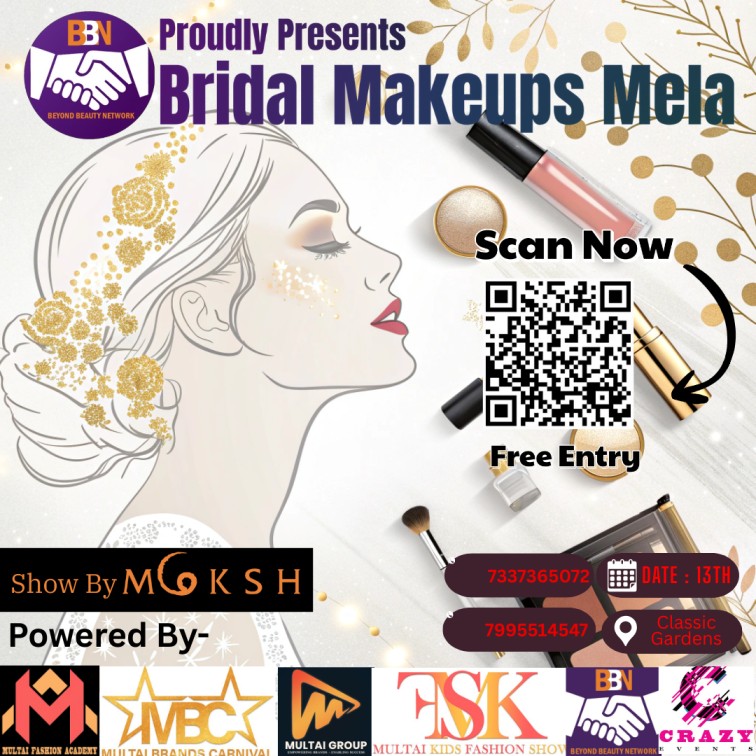 BBN
BEYOND BEAUTY NETWORK
Proudly Presents
Bridal Makeups Mela
Scan Now
Free Entry
Show By MOKSH
7337365072
DATE : 13TH
7995514547
Classic
Gardens
Powered By-
MULTAI FASHION ACADEMY
MBC
MULTAI BRANDS CARNIVAL
MULTAI GROUP
FSMK
MULTAI KIDS FASHION SHOW
BBN
BEYOND BEAUTY NETWORK
CRAZY
EVENT